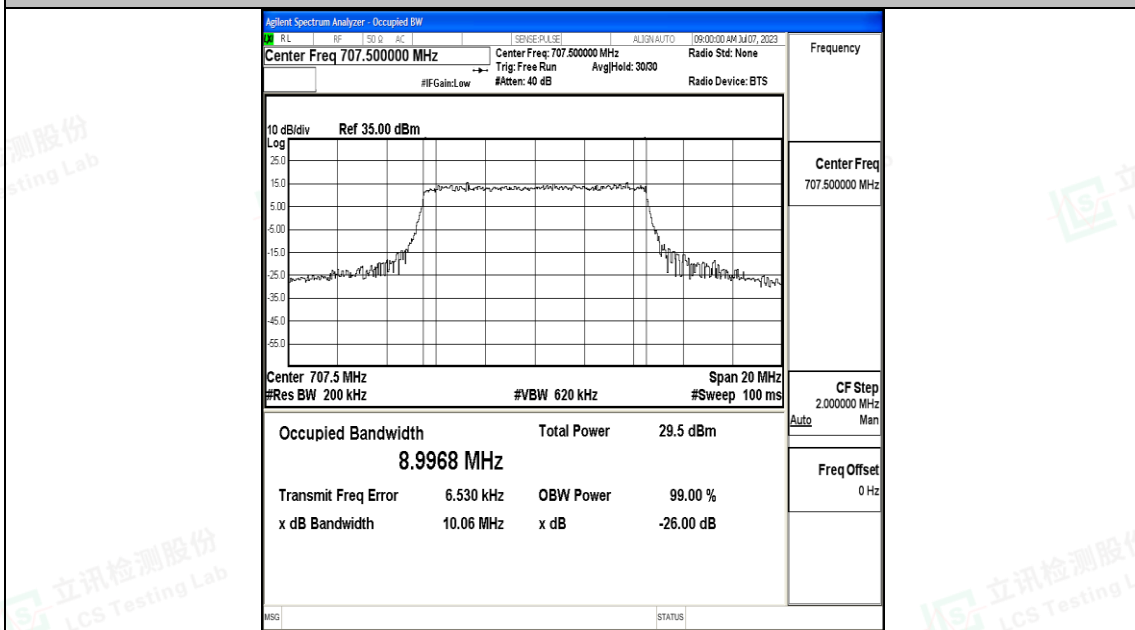 Agilent Spectrum Analyzer - Occupied BW
RL RF 50 Ω AC SENSE:PULSE ALIGN AUTO 09:00:00 AM Jul 07, 2023
Center Freq 707.500000 MHz
Center Freq: 707.500000 MHz Radio Std: None
Trig: Free Run Avg|Hold: 30/30
#IFGain:Low #Atten: 40 dB Radio Device: BTS
Frequency
10 dB/div Ref 35.00 dBm
Log
25.0
15.0
5.00
-5.00
-15.0
-25.0
-35.0
-45.0
-55.0
Center 707.5 MHz Span 20 MHz
#Res BW 200 kHz #VBW 620 kHz #Sweep 100 ms
Occupied Bandwidth Total Power 29.5 dBm
8.9968 MHz
Transmit Freq Error 6.530 kHz OBW Power 99.00 %
x dB Bandwidth 10.06 MHz x dB -26.00 dB
Center Freq
707.500000 MHz
CF Step
2.000000 MHz
Auto Man
Freq Offset
0 Hz
MSG STATUS
测股份
sting Lab
立讯检测股份
LCS Testing Lab
立讯检测股份
LCS Testing L